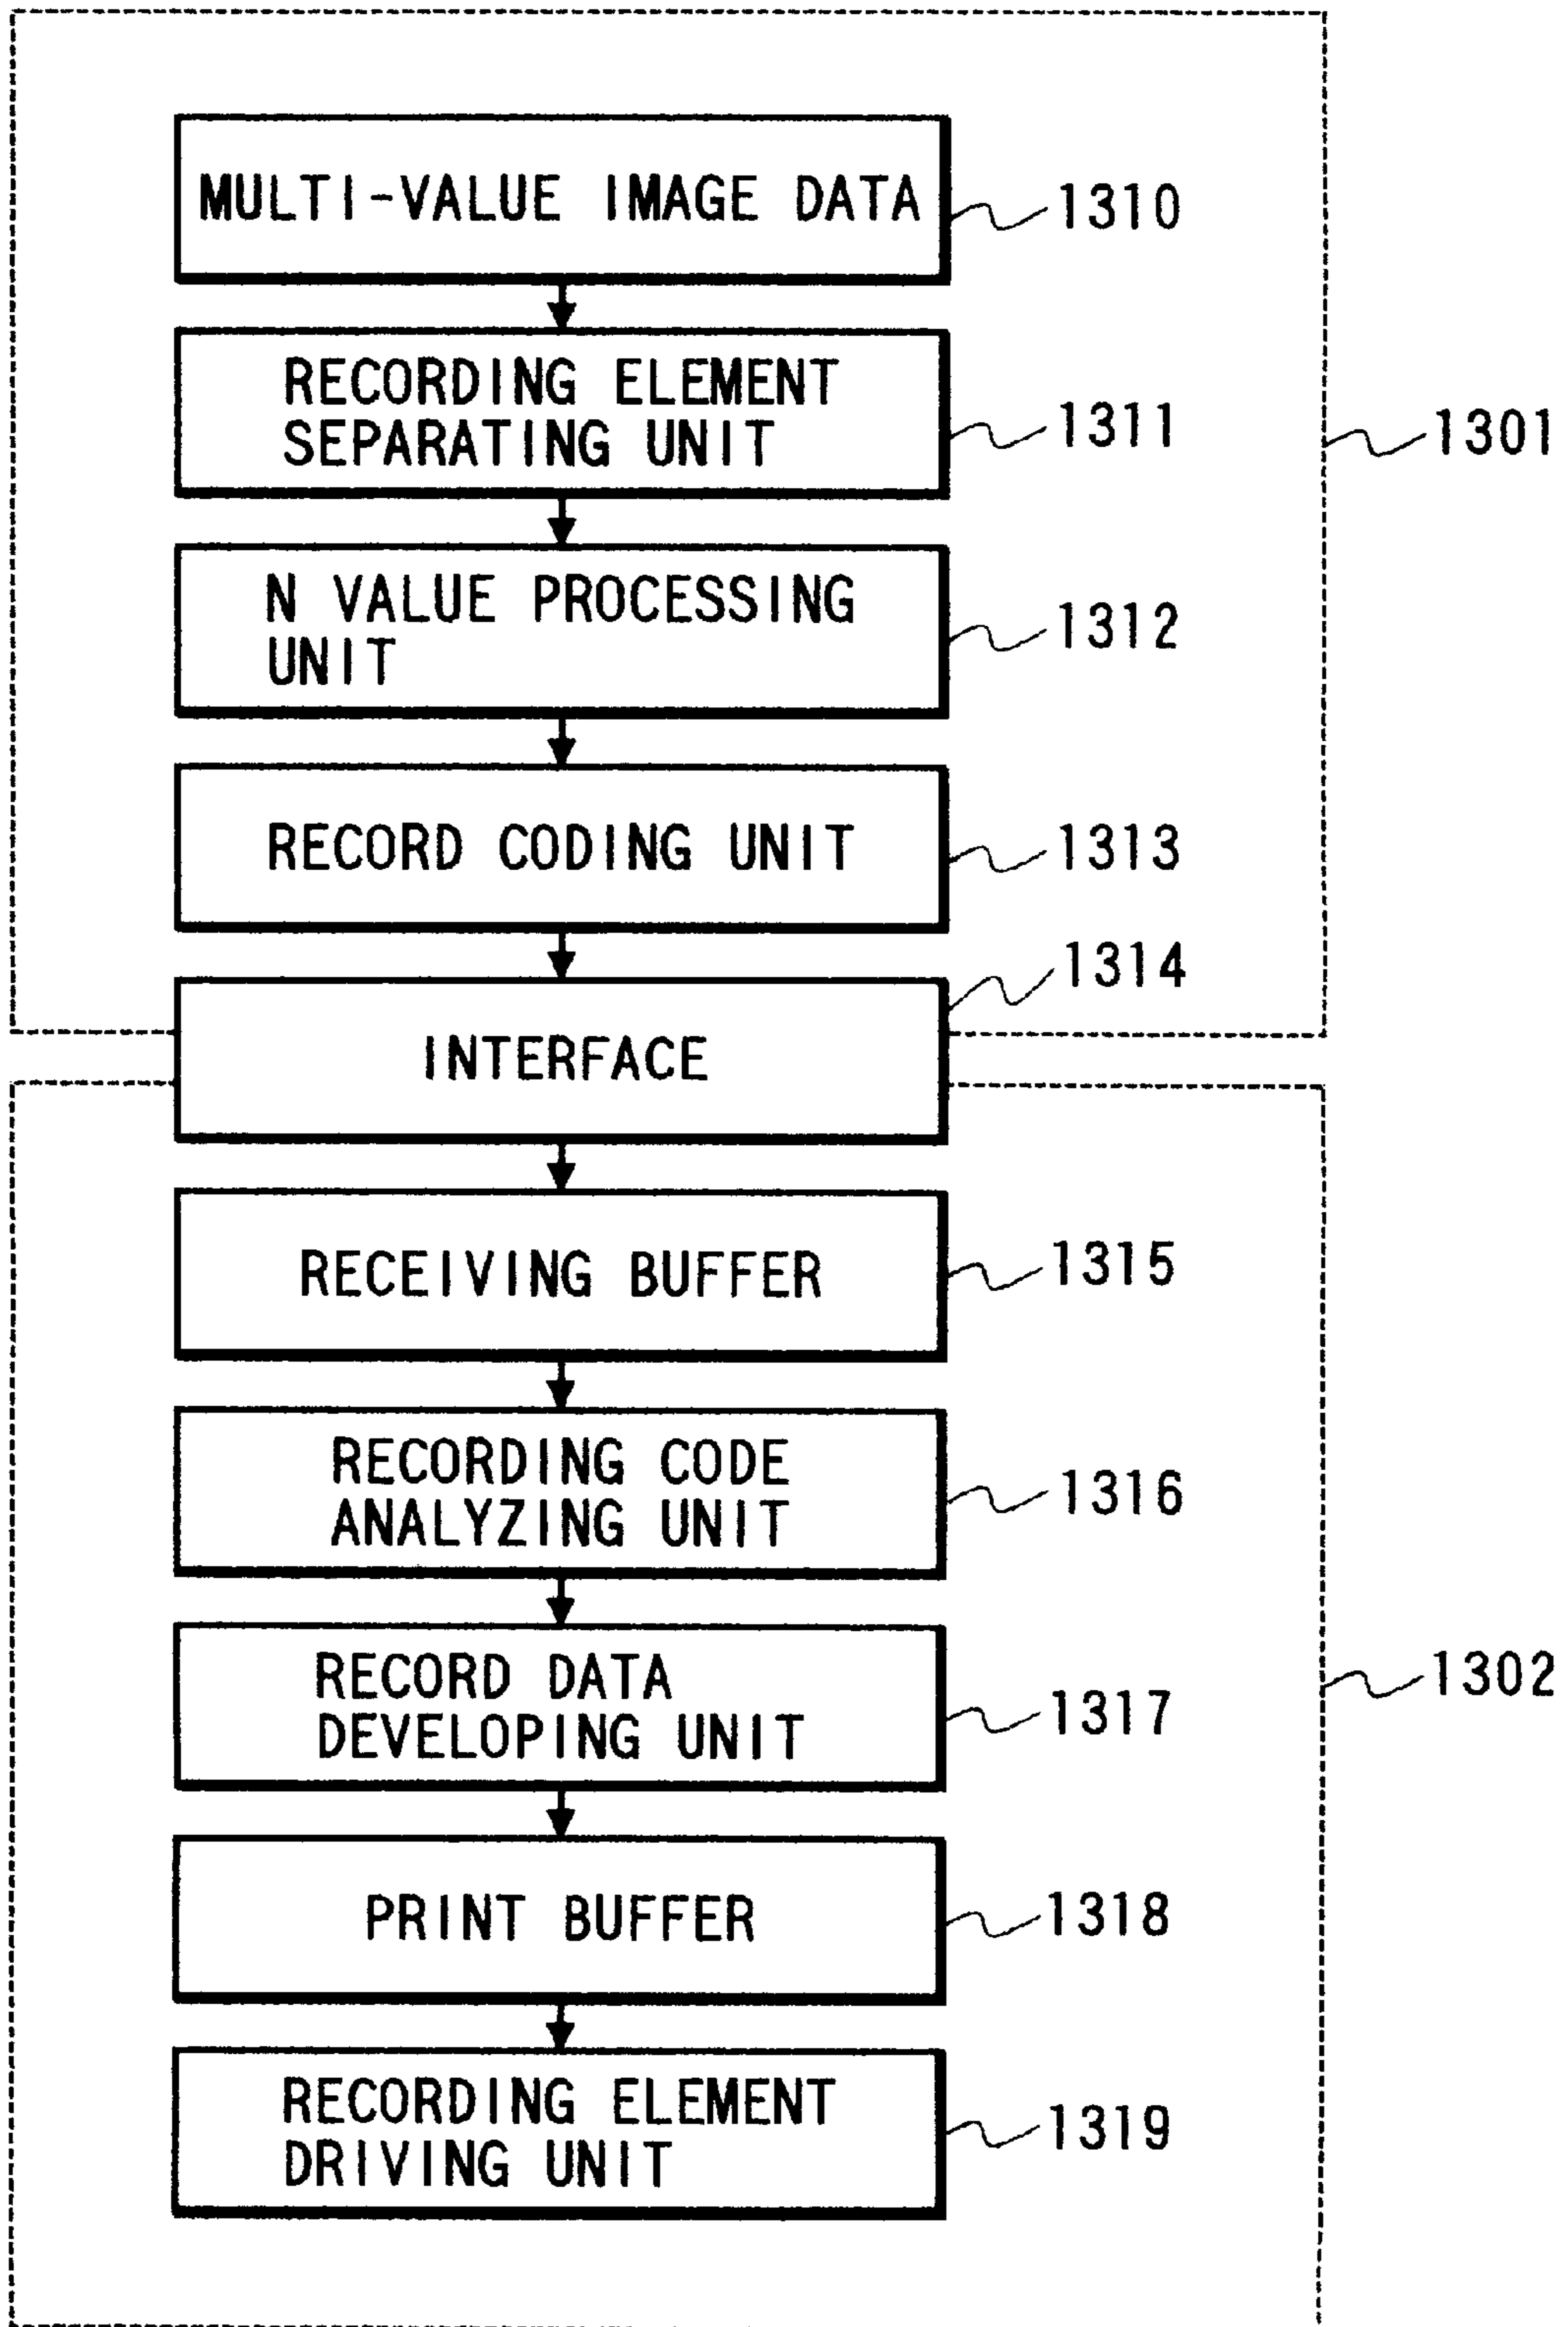 MULTI-VALUE IMAGE DATA
1310
RECORDING ELEMENT
SEPARATING UNIT
1311
1301
N VALUE PROCESSING
UNIT
1312
RECORD CODING UNIT
1313
1314
INTERFACE
RECEIVING BUFFER
1315
RECORDING CODE
ANALYZING UNIT
1316
RECORD DATA
DEVELOPING UNIT
1317
1302
PRINT BUFFER
1318
RECORDING ELEMENT
DRIVING UNIT
1319